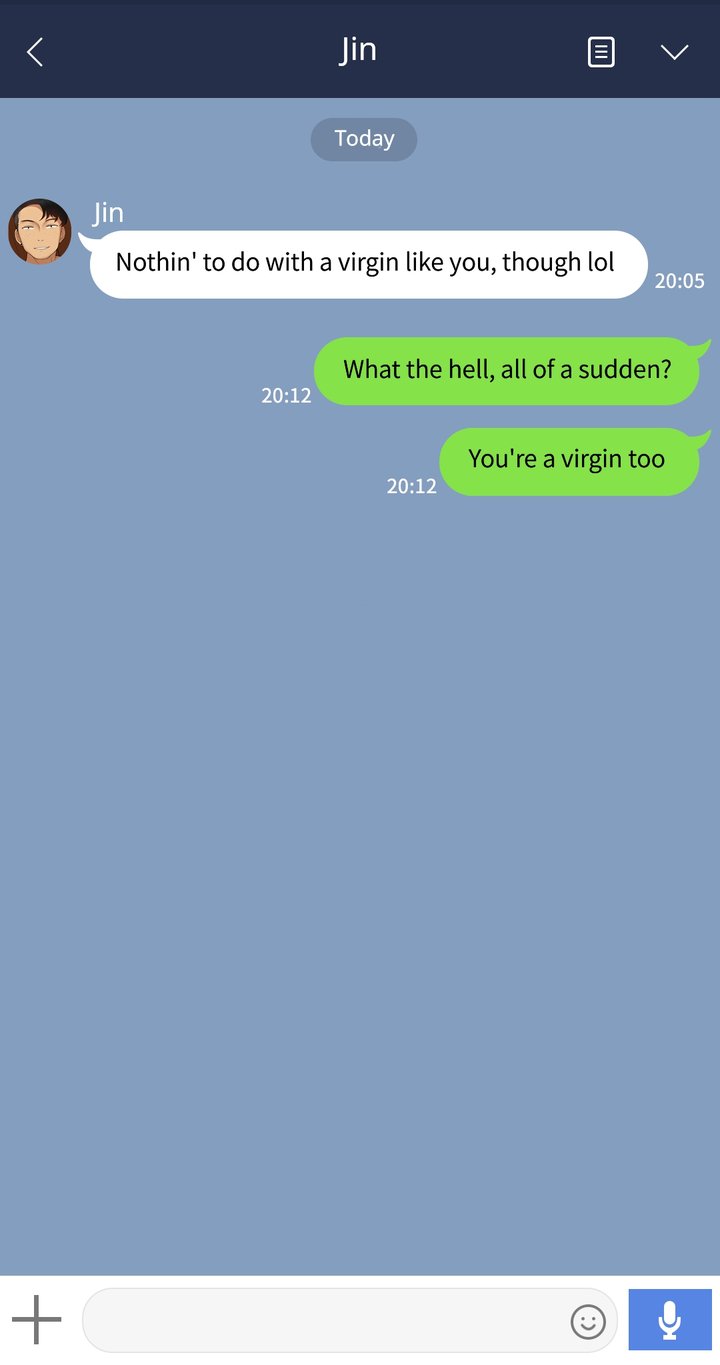 Jin
Today
Jin
Nothin' to do with a virgin like you, though lol
20:05
What the hell, all of a sudden?
20:12
You're a virgin too
20:12